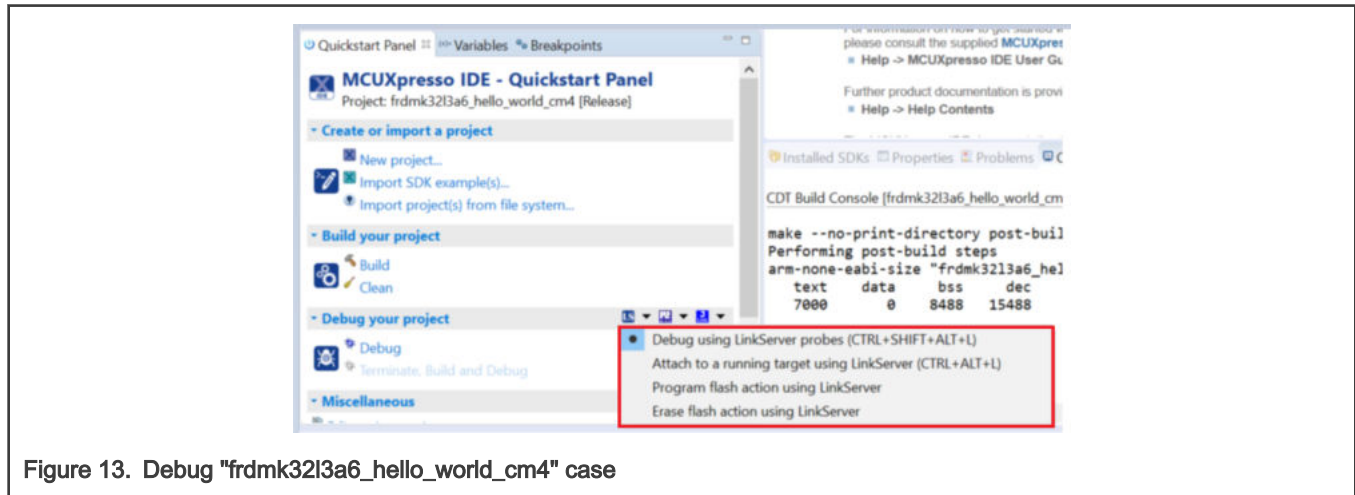 Quickstart Panel Variables Breakpoints
MCUXpresso IDE - Quickstart Panel
Project: frdmk32l3a6_hello_world_cm4 [Release]
Create or import a project
New project...
Import SDK example(s)...
Import project(s) from file system...
Build your project
Build
Clean
Debug your project
Debug
Terminate, Build and Debug
Miscellaneous
please consult the supplied MCUXpres
Help -> MCUXpresso IDE User Gu
Further product documentation is provi
Help -> Help Contents
Installed SDKs Properties Problems
CDT Build Console [frdmk32l3a6_hello_world_cm
make --no-print-directory post-buil
Performing post-build steps
arm-none-eabi-size "frdmk32l3a6_hel
text data bss dec
7000 0 8488 15488
Debug using LinkServer probes (CTRL+SHIFT+ALT+L)
Attach to a running target using LinkServer (CTRL+ALT+L)
Program flash action using LinkServer
Erase flash action using LinkServer
Figure 13. Debug "frdmk32l3a6_hello_world_cm4" case